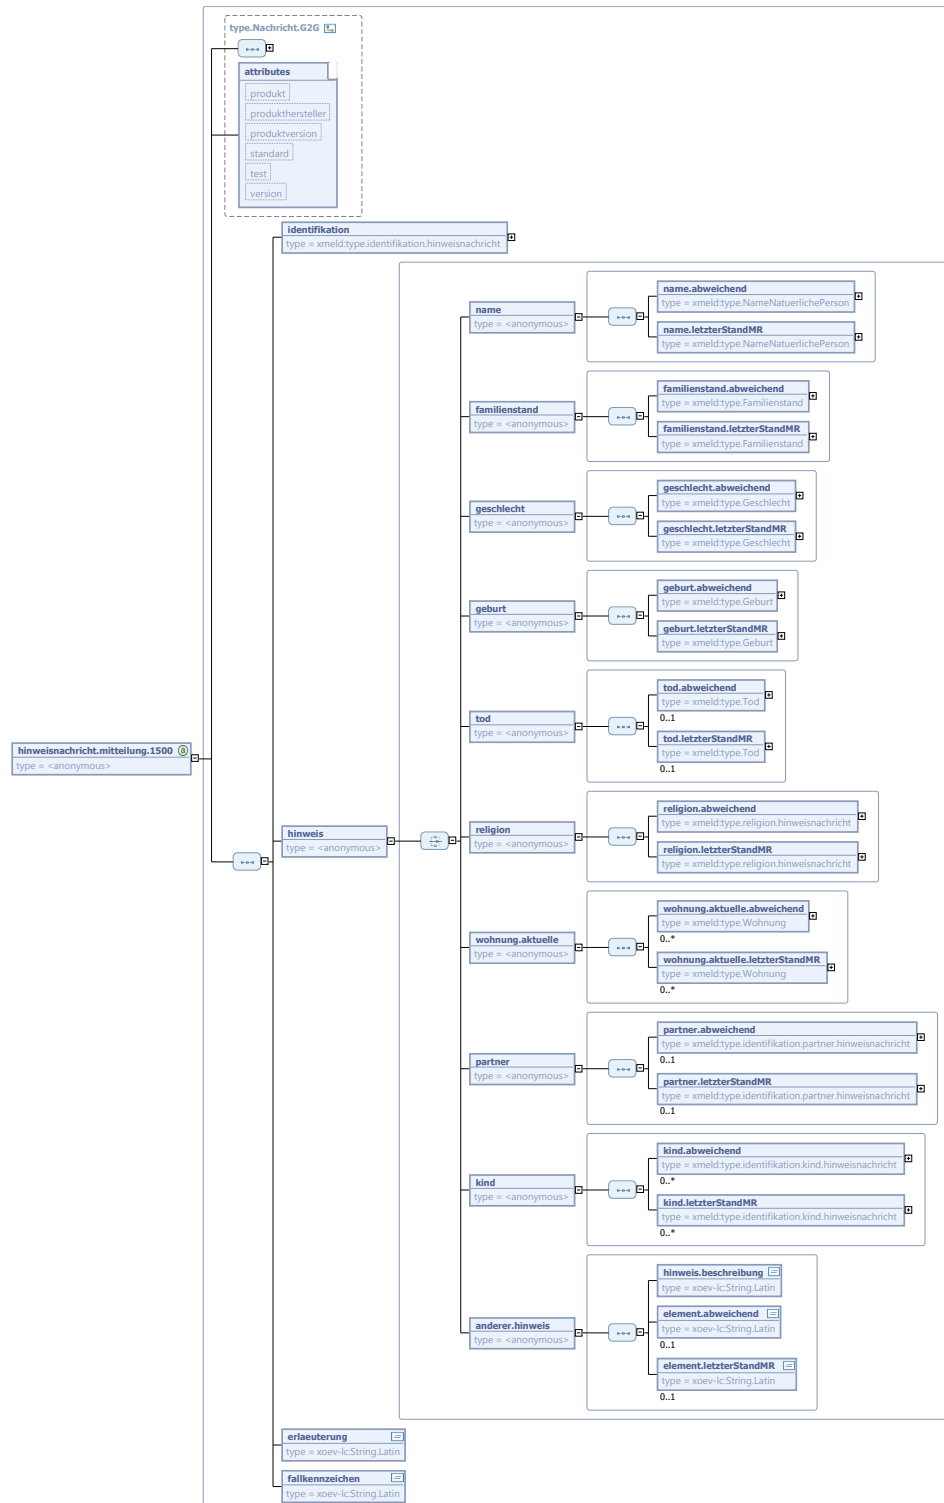 type.Nachricht.G2G
attributes
produkt
produkthersteller
produktversion
standard
test
version
identifikation
type = xmeld:type.identifikation.hinweisnachricht
name
type = <anonymous>
name.abweichend
type = xmeld:type.NameNatuerlichePerson
name.letzterStandMR
type = xmeld:type.NameNatuerlichePerson
familienstand
type = <anonymous>
familienstand.abweichend
type = xmeld:type.Familienstand
familienstand.letzterStandMR
type = xmeld:type.Familienstand
geschlecht
type = <anonymous>
geschlecht.abweichend
type = xmeld:type.Geschlecht
geschlecht.letzterStandMR
type = xmeld:type.Geschlecht
geburt
type = <anonymous>
geburt.abweichend
type = xmeld:type.Geburt
geburt.letzterStandMR
type = xmeld:type.Geburt
tod
type = <anonymous>
tod.abweichend
type = xmeld:type.Tod
0..1
tod.letzterStandMR
type = xmeld:type.Tod
0..1
hinweisnachricht.mitteilung.1500 a
type = <anonymous>
hinweis
type = <anonymous>
religion
type = <anonymous>
religion.abweichend
type = xmeld:type.religion.hinweisnachricht
religion.letzterStandMR
type = xmeld:type.religion.hinweisnachricht
wohnung.aktuelle
type = <anonymous>
wohnung.aktuelle.abweichend
type = xmeld:type.Wohnung
0..*
wohnung.aktuelle.letzterStandMR
type = xmeld:type.Wohnung
0..*
partner
type = <anonymous>
partner.abweichend
type = xmeld:type.identifikation.partner.hinweisnachricht
0..1
partner.letzterStandMR
type = xmeld:type.identifikation.partner.hinweisnachricht
0..1
kind
type = <anonymous>
kind.abweichend
type = xmeld:type.identifikation.kind.hinweisnachricht
0..*
kind.letzterStandMR
type = xmeld:type.identifikation.kind.hinweisnachricht
0..*
anderer.hinweis
type = <anonymous>
hinweis.beschreibung
type = xoev-lc:String.Latin
element.abweichend
type = xoev-lc:String.Latin
0..1
element.letzterStandMR
type = xoev-lc:String.Latin
0..1
erlaeuterung
type = xoev-lc:String.Latin
fallkennzeichen
type = xoev-lc:String.Latin